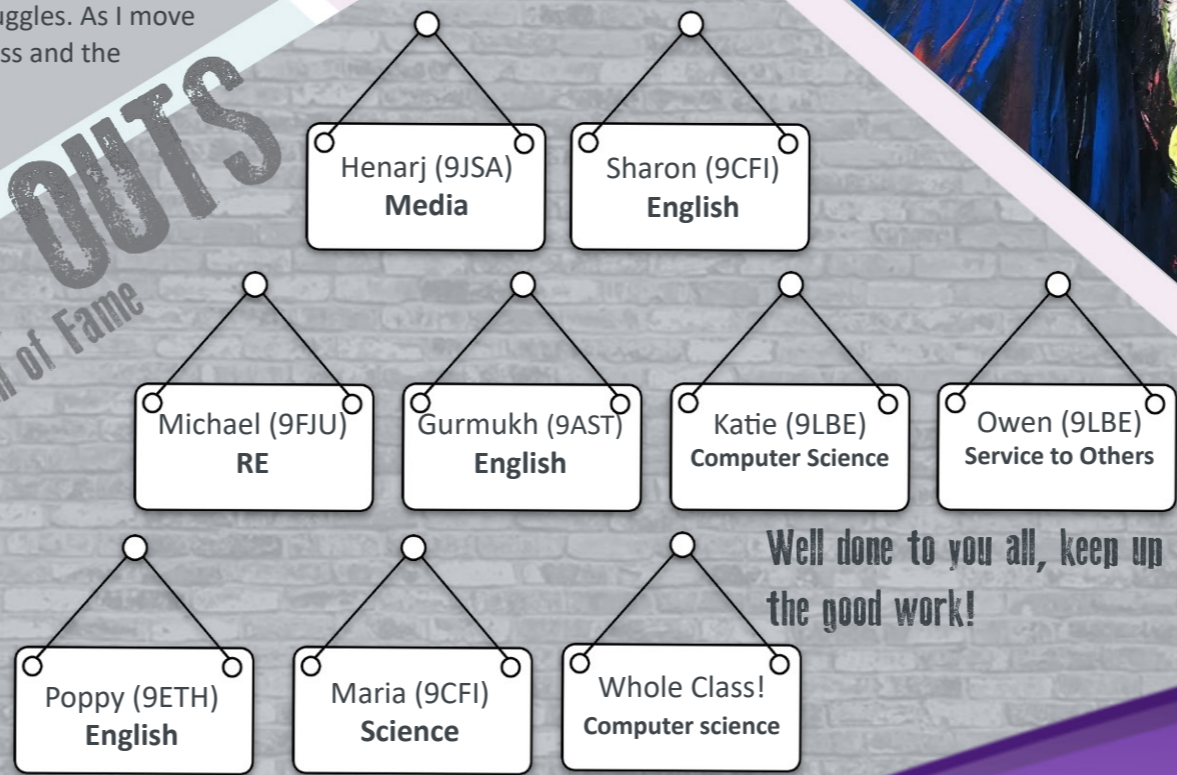 As I move
and the
OUTS
of Fame
Henarj (9JSA)
Media
Sharon (9CFI)
English
Michael (9FJU)
RE
Gurmukh (9AST)
English
Katie (9LBE)
Computer Science
Owen (9LBE)
Service to Others
Well done to you all, keep up
the good work!
Poppy (9ETH)
English
Maria (9CFI)
Science
Whole Class!
Computer science